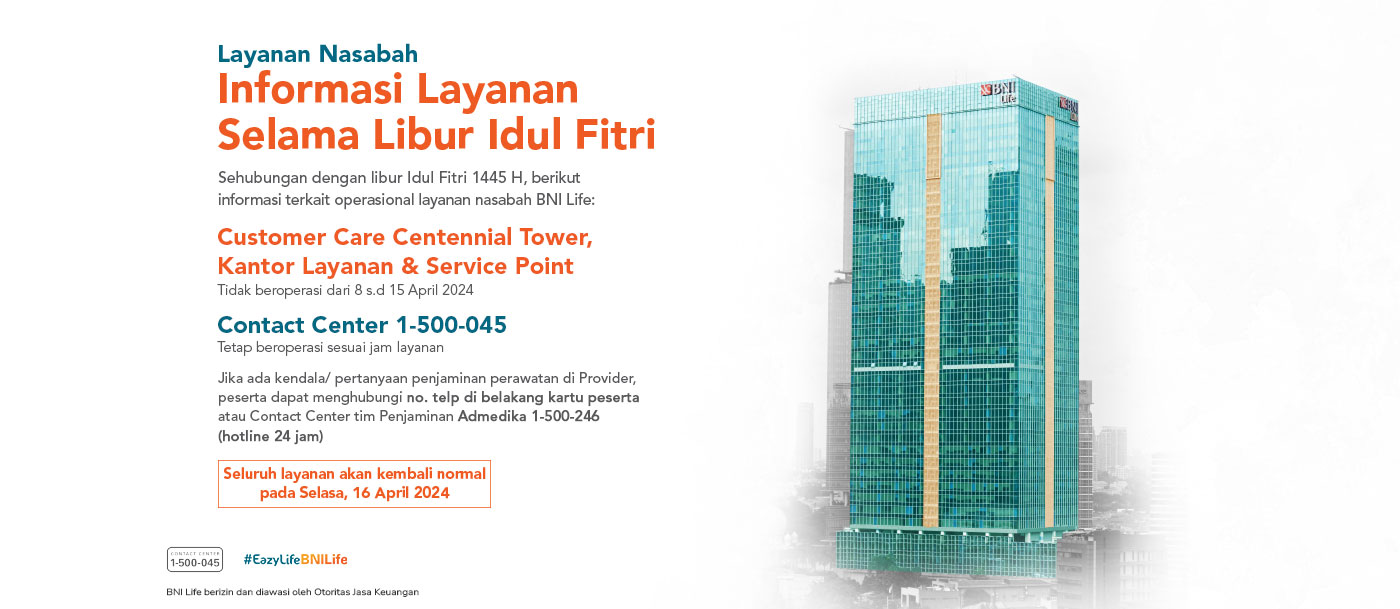 Layanan Nasabah
Informasi Layanan
Selama Libur Idul Fitri
Sehubungan dengan libur Idul Fitri 1445 H, berikut
informasi terkait operasional layanan nasabah BNI Life:
Customer Care Centennial Tower,
Kantor Layanan & Service Point
Tidak beroperasi dari 8 s.d 15 April 2024
Contact Center 1-500-045
Tetap beroperasi sesuai jam layanan
Jika ada kendala/ pertanyaan penjaminan perawatan di Provider,
peserta dapat menghubungi no. telp di belakang kartu peserta
atau Contact Center tim Penjaminan Admedika 1-500-246
(hotline 24 jam)
Seluruh layanan akan kembali normal
pada Selasa, 16 April 2024
CONTACT CENTER
1-500-045
#EazyLifeBNILife
BNI Life berizin dan diawasi oleh Otoritas Jasa Keuangan
BNI
Life
BNI
Life